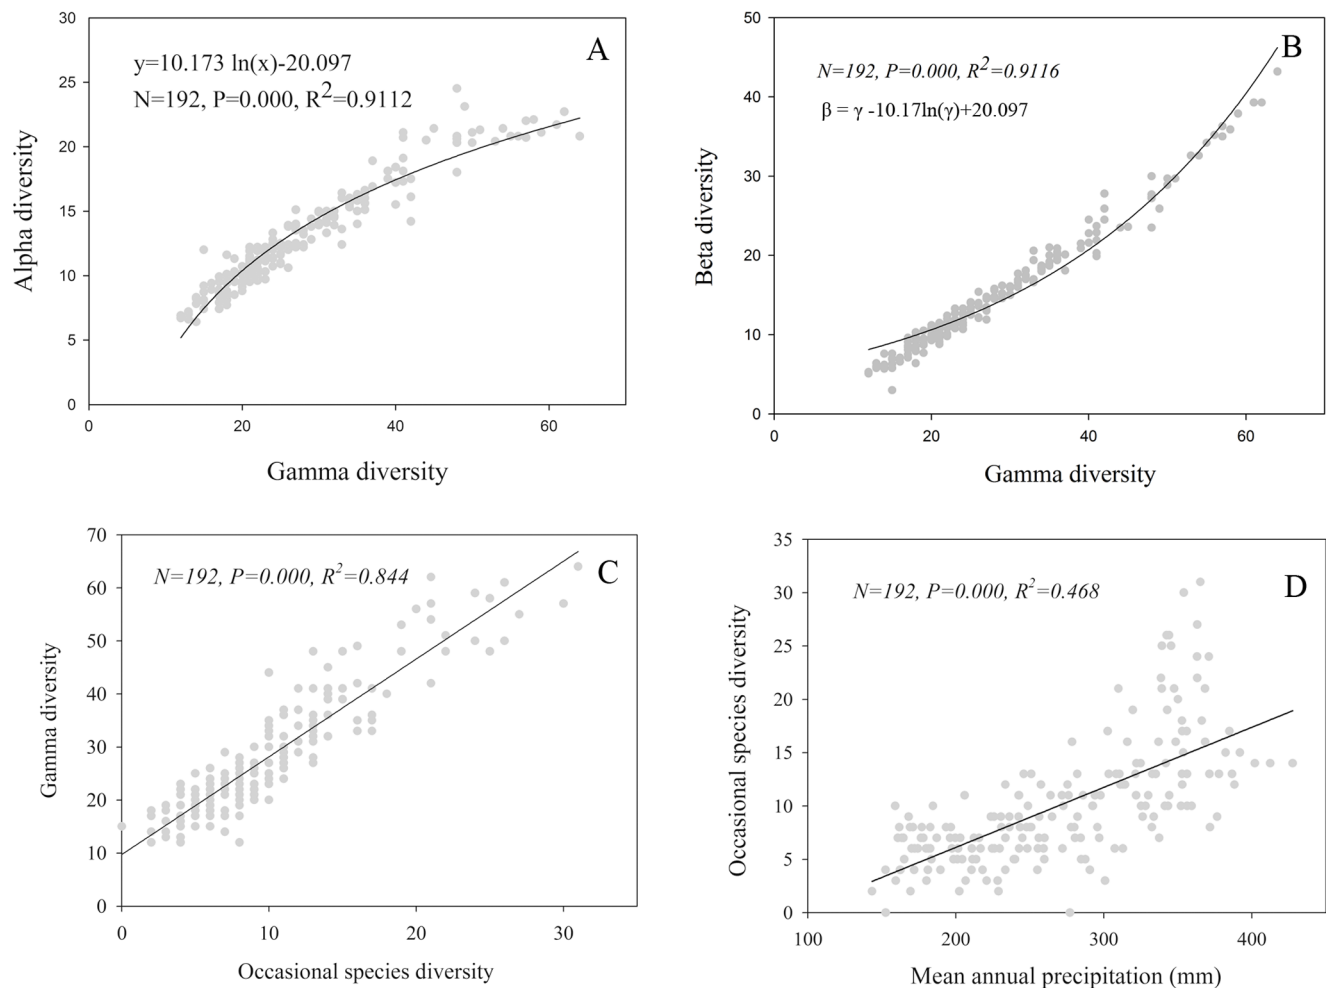 A
y=10.173 ln(x)-20.097
N=192, P=0.000, R2=0.9112
30
25
20
15
10
5
0
Alpha diversity
0 20 40 60
Gamma diversity
B
N=192, P=0.000, R2=0.9116
β = γ -10.17ln(γ)+20.097
50
40
30
20
10
0
Beta diversity
0 20 40 60
Gamma diversity
C
N=192, P=0.000, R2=0.844
70
60
50
40
30
20
10
0
Gamma diversity
0 10 20 30
Occasional species diversity
D
N=192, P=0.000, R2=0.468
35
30
25
20
15
10
5
0
Occasional species diversity
100 200 300 400
Mean annual precipitation (mm)